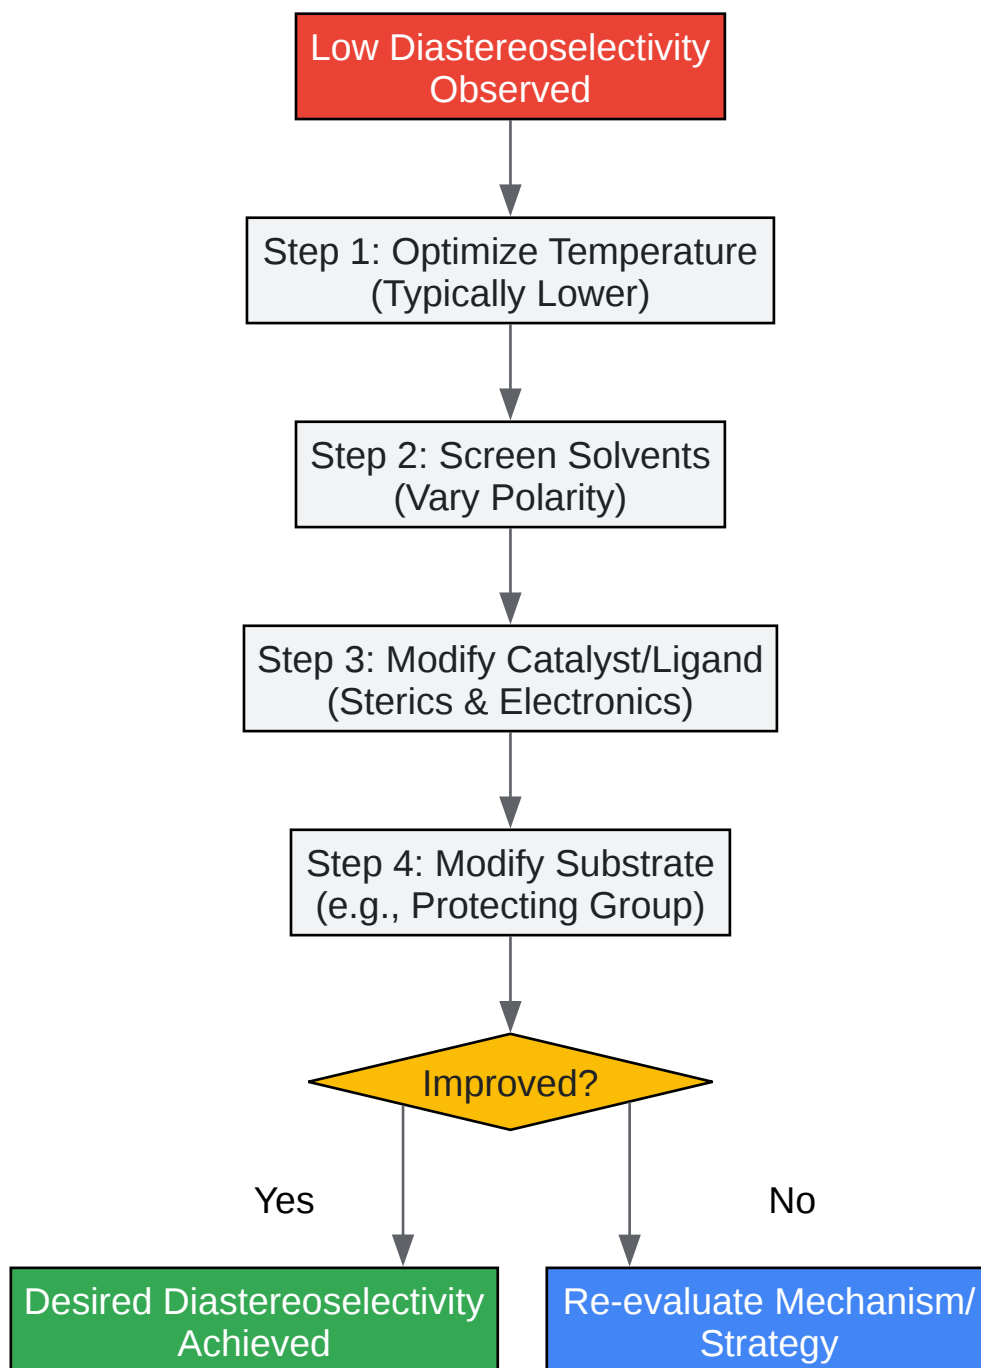 Low Diastereoselectivity
Observed
Step 1: Optimize Temperature
(Typically Lower)
Step 2: Screen Solvents
(Vary Polarity)
Step 3: Modify Catalyst/Ligand
(Sterics & Electronics)
Step 4: Modify Substrate
(e.g., Protecting Group)
Improved?
Yes
No
Desired Diastereoselectivity
Achieved
Re-evaluate Mechanism/
Strategy